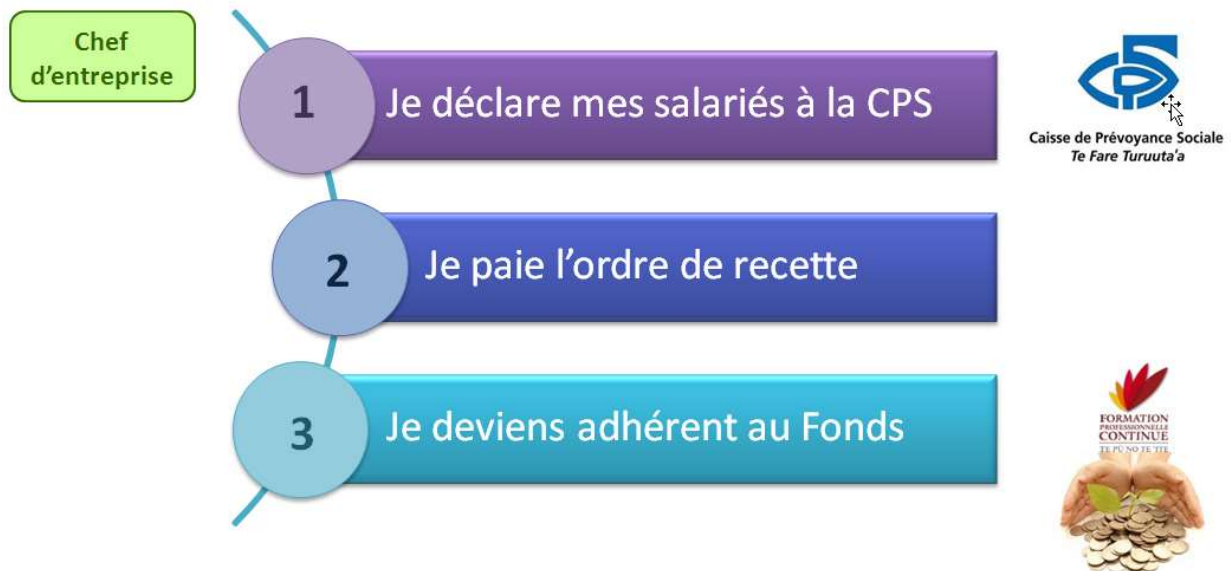 Chef
d'entreprise
1
Je déclare mes salariés à la CPS
Caisse de Prévoyance Sociale
Te Fare Turuuta'a
2
Je paie l'ordre de recette
3
Je deviens adhérent au Fonds
FORMATION
PROFESSIONNELLE
CONTINUE